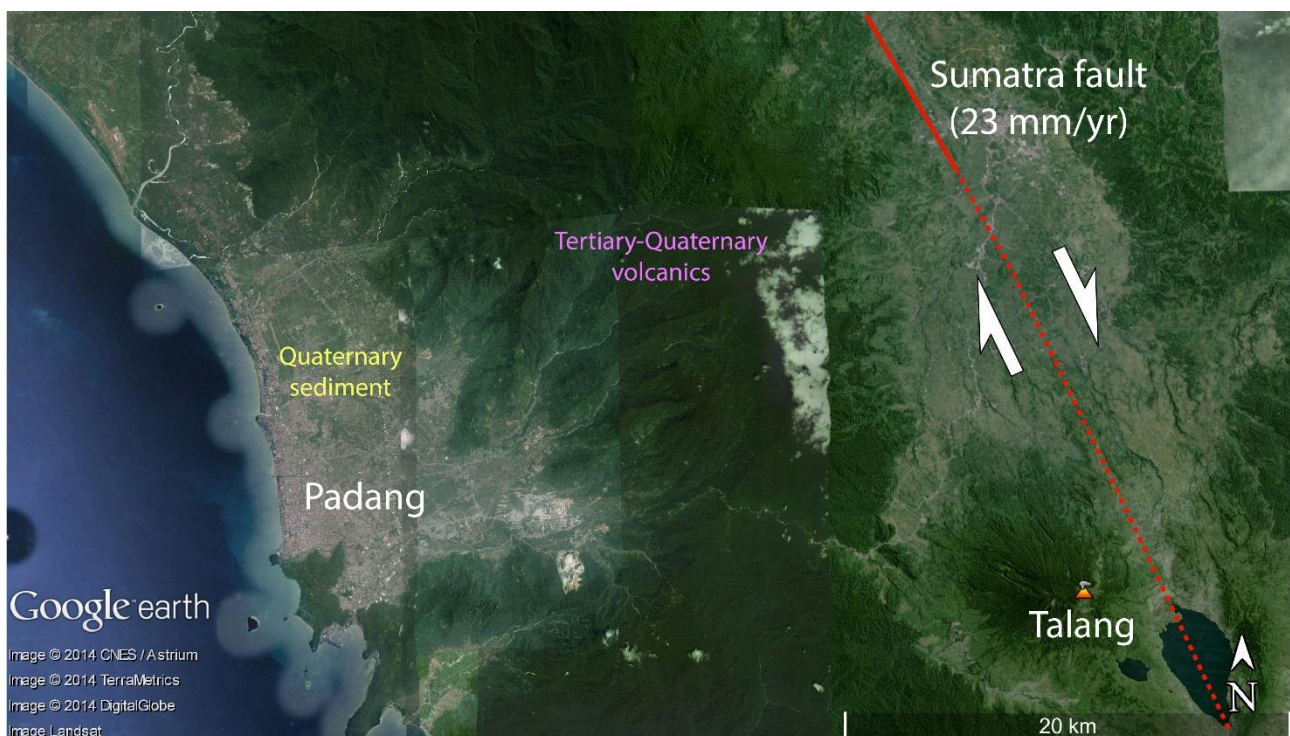 Sumatra fault
(23 mm/yr)
Tertiary-Quaternary
volcanics
Quaternary
sediment
Padang
Talang
Google earth
Image © 2014 CNES / Astrium
Image © 2014 TerraMetrics
Image © 2014 DigitalGlobe
Image Landsat
N
20 km